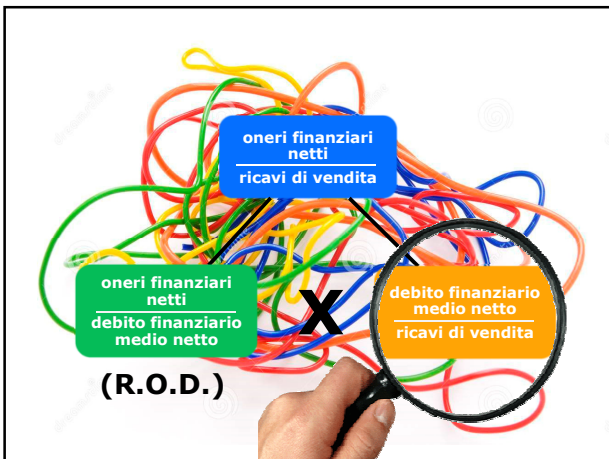 oneri finanziari
netti
ricavi di vendita
oneri finanziari
netti
debito finanziario
medio netto
X
debito finanziario
medio netto
ricavi di vendita
(R.O.D.)